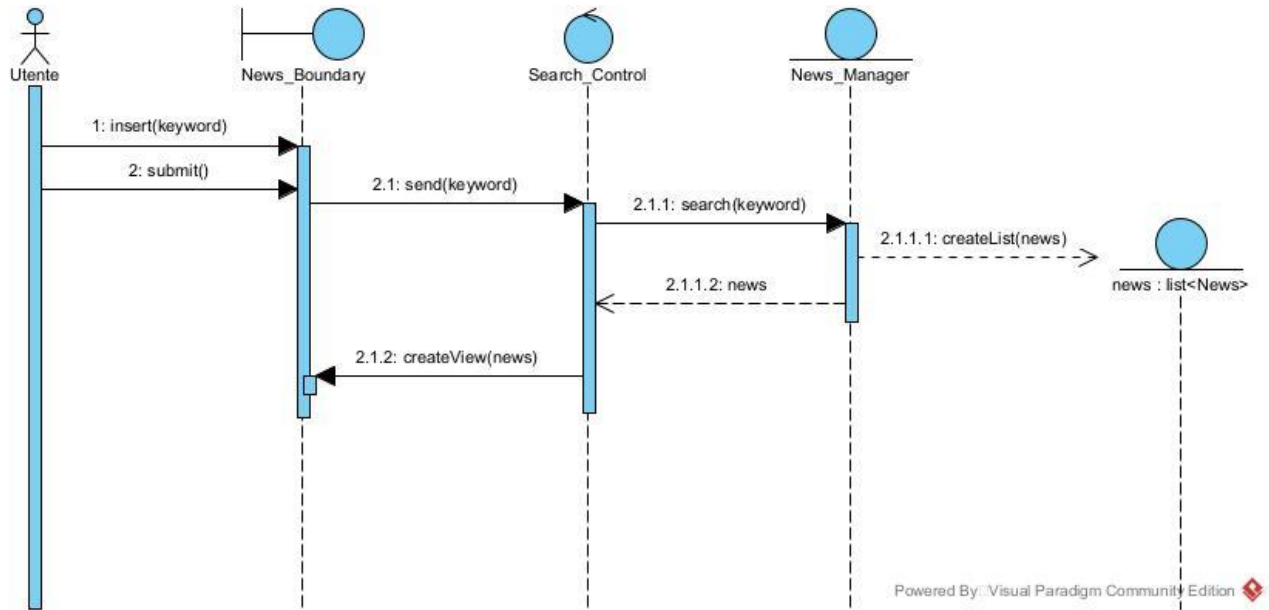 Utente
News_Boundary
Search_Control
News_Manager
1: insert(keyword)
2: submit()
2.1: send(keyword)
2.1.1: search(keyword)
2.1.1.1: createList(news)
news : list<News>
2.1.1.2: news
2.1.2: createView(news)
Powered By Visual Paradigm Community Edition